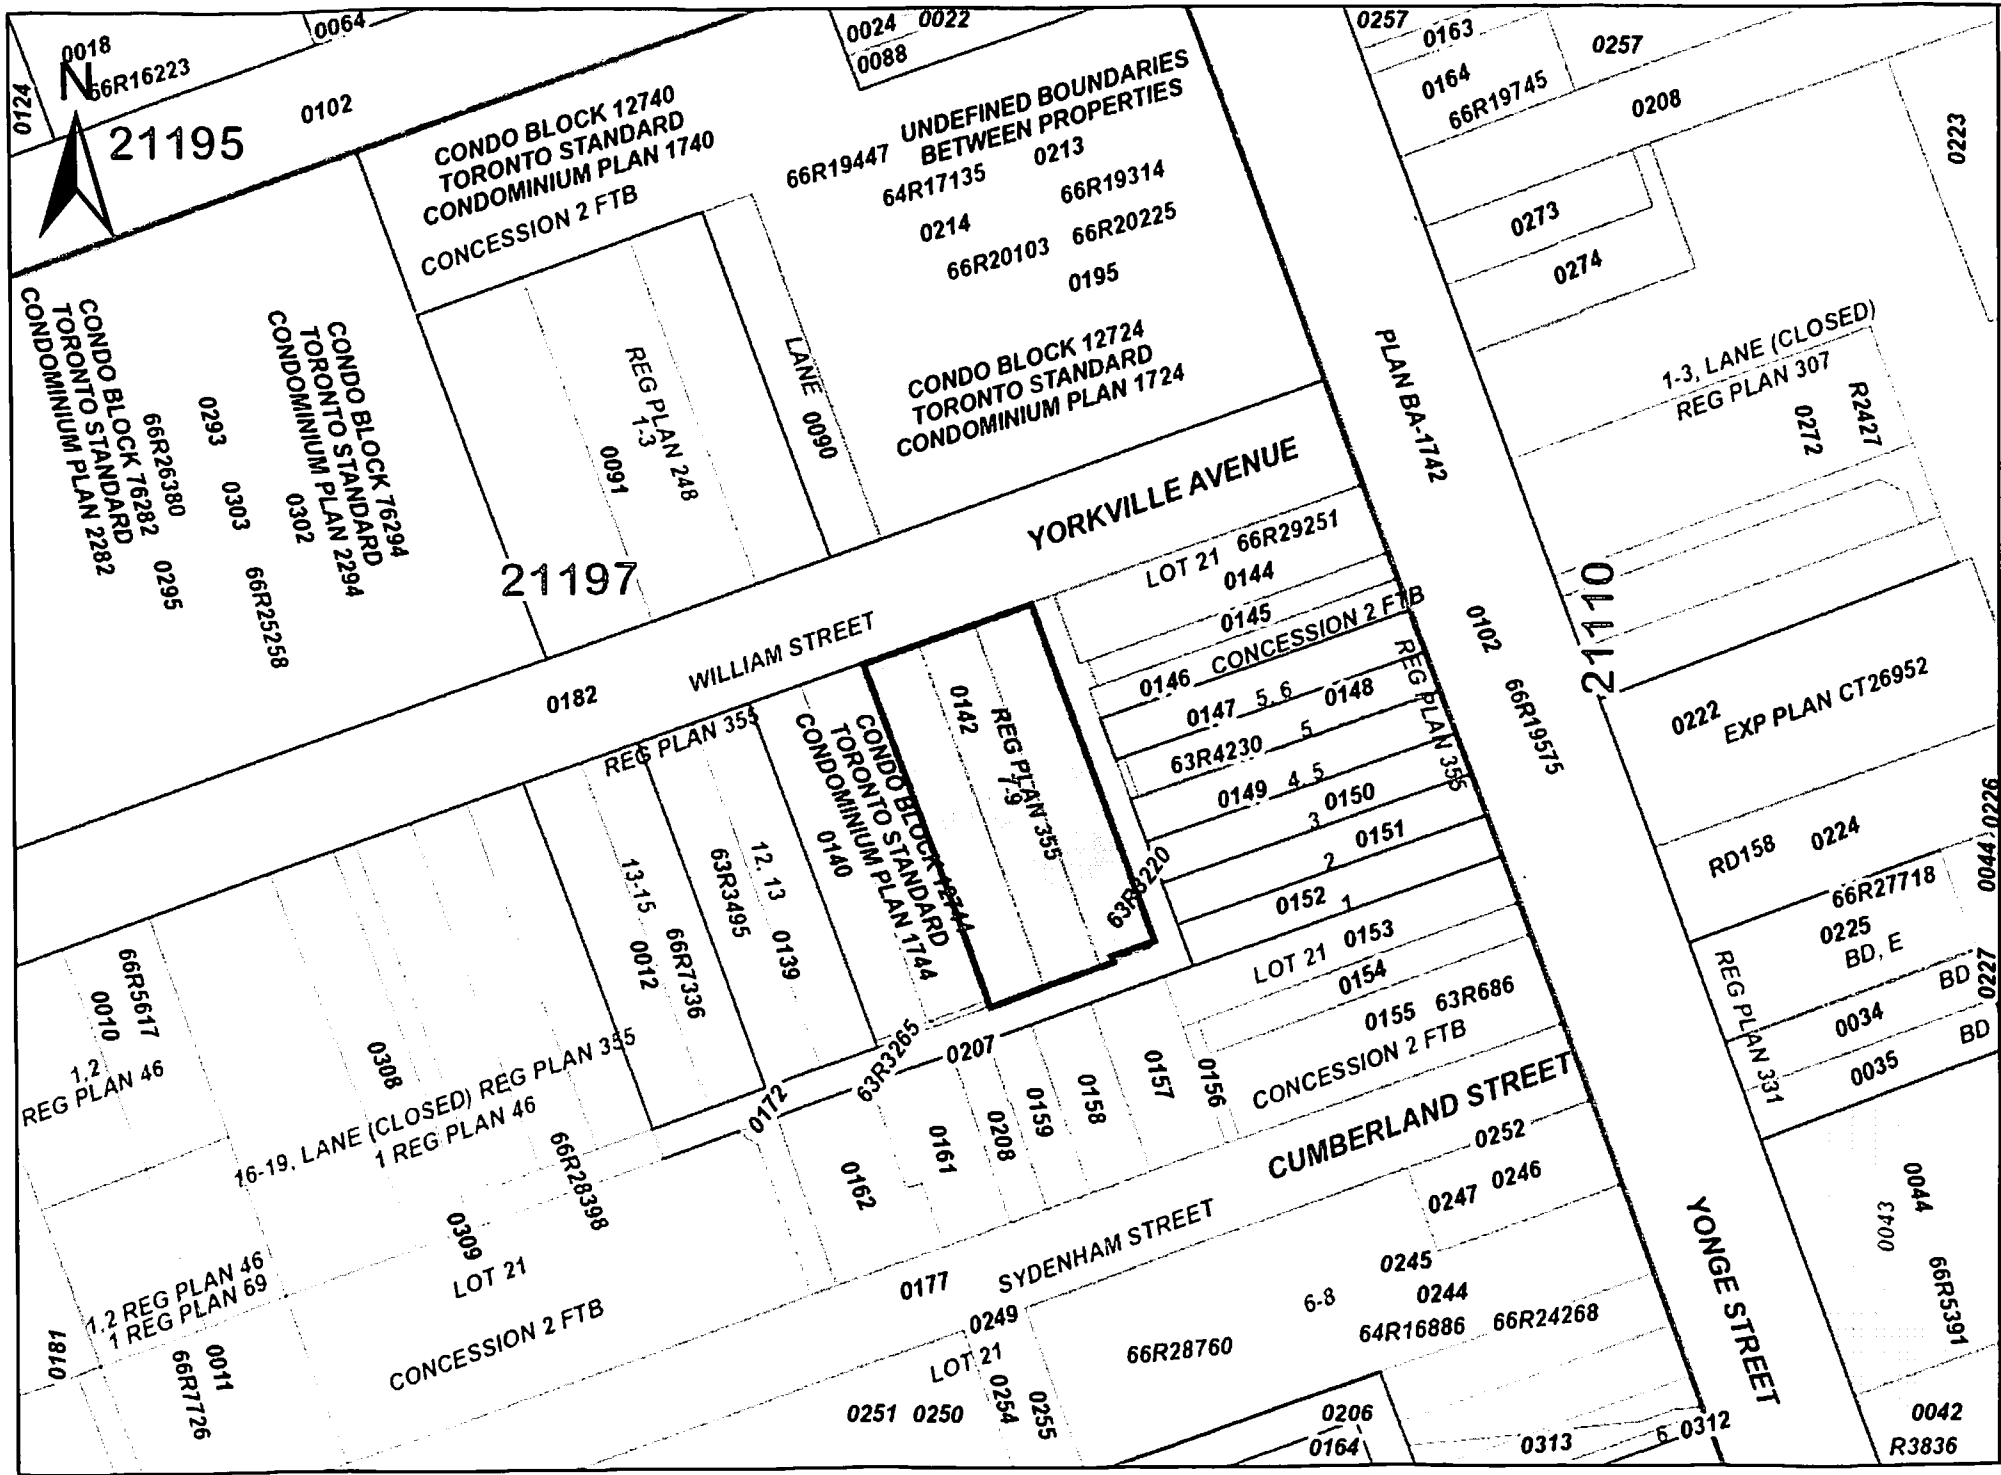 0018
0064
0024
0022
0088
0257
0163
0257
0164
66R19745
0208
0223
0124
N
66R16223
21195
0102
CONDO BLOCK 12740
TORONTO STANDARD
CONDOMINIUM PLAN 1740
CONCESSION 2 FTB
UNDEFINED BOUNDARIES
BETWEEN PROPERTIES
66R19447
64R17135
0213
66R19314
0214
66R20225
66R20103
0195
0273
0274
CONDO BLOCK 12724
TORONTO STANDARD
CONDOMINIUM PLAN 1724
PLAN BA-1742
1-3, LANE (CLOSED)
REG PLAN 307
R2427
0272
CONDO BLOCK 76282
TORONTO STANDARD
CONDOMINIUM PLAN 2282
66R26380
0293
0295
0303
CONDO BLOCK 76294
TORONTO STANDARD
CONDOMINIUM PLAN 2294
0302
66R25258
REG PLAN 248
1-3
0091
LANE 0090
21197
YORKVILLE AVENUE
WILLIAM STREET
0182
LOT 21
66R29251
0144
0145
CONCESSION 2 FTB
0146
0147
5, 6
0148
63R4230
5
0149
4, 5
0150
3
0151
2
0152
1
0153
LOT 21
0154
0155
63R686
CONCESSION 2 FTB
REG PLAN 355
0102
66R19575
21110
0222
EXP PLAN CT26952
RD158
0224
0226
0044
66R27718
0225
BD, E
BD
0227
0034
BD
0035
REG PLAN 331
REG PLAN 355
0142
REG PLAN 355
7-9
63R3220
CONDO BLOCK 12744
TORONTO STANDARD
CONDOMINIUM PLAN 1744
0140
12, 13
0139
63R3495
13-15
66R7336
0012
66R5617
0010
1,2
REG PLAN 46
0308
16-19, LANE (CLOSED) REG PLAN 355
1 REG PLAN 46
66R28398
0309
LOT 21
0172
63R3265
0207
0162
0161
0208
0159
0158
0157
0156
CUMBERLAND STREET
SYDENHAM STREET
0177
0252
0247
0246
0245
0244
6-8
64R16886
66R24268
66R28760
0249
LOT 21
0254
0255
0251
0250
1,2 REG PLAN 46
1 REG PLAN 69
0181
0011
66R7726
CONCESSION 2 FTB
YONGE STREET
0044
0043
66R5391
0042
R3836
0206
0164
0313
6
0312